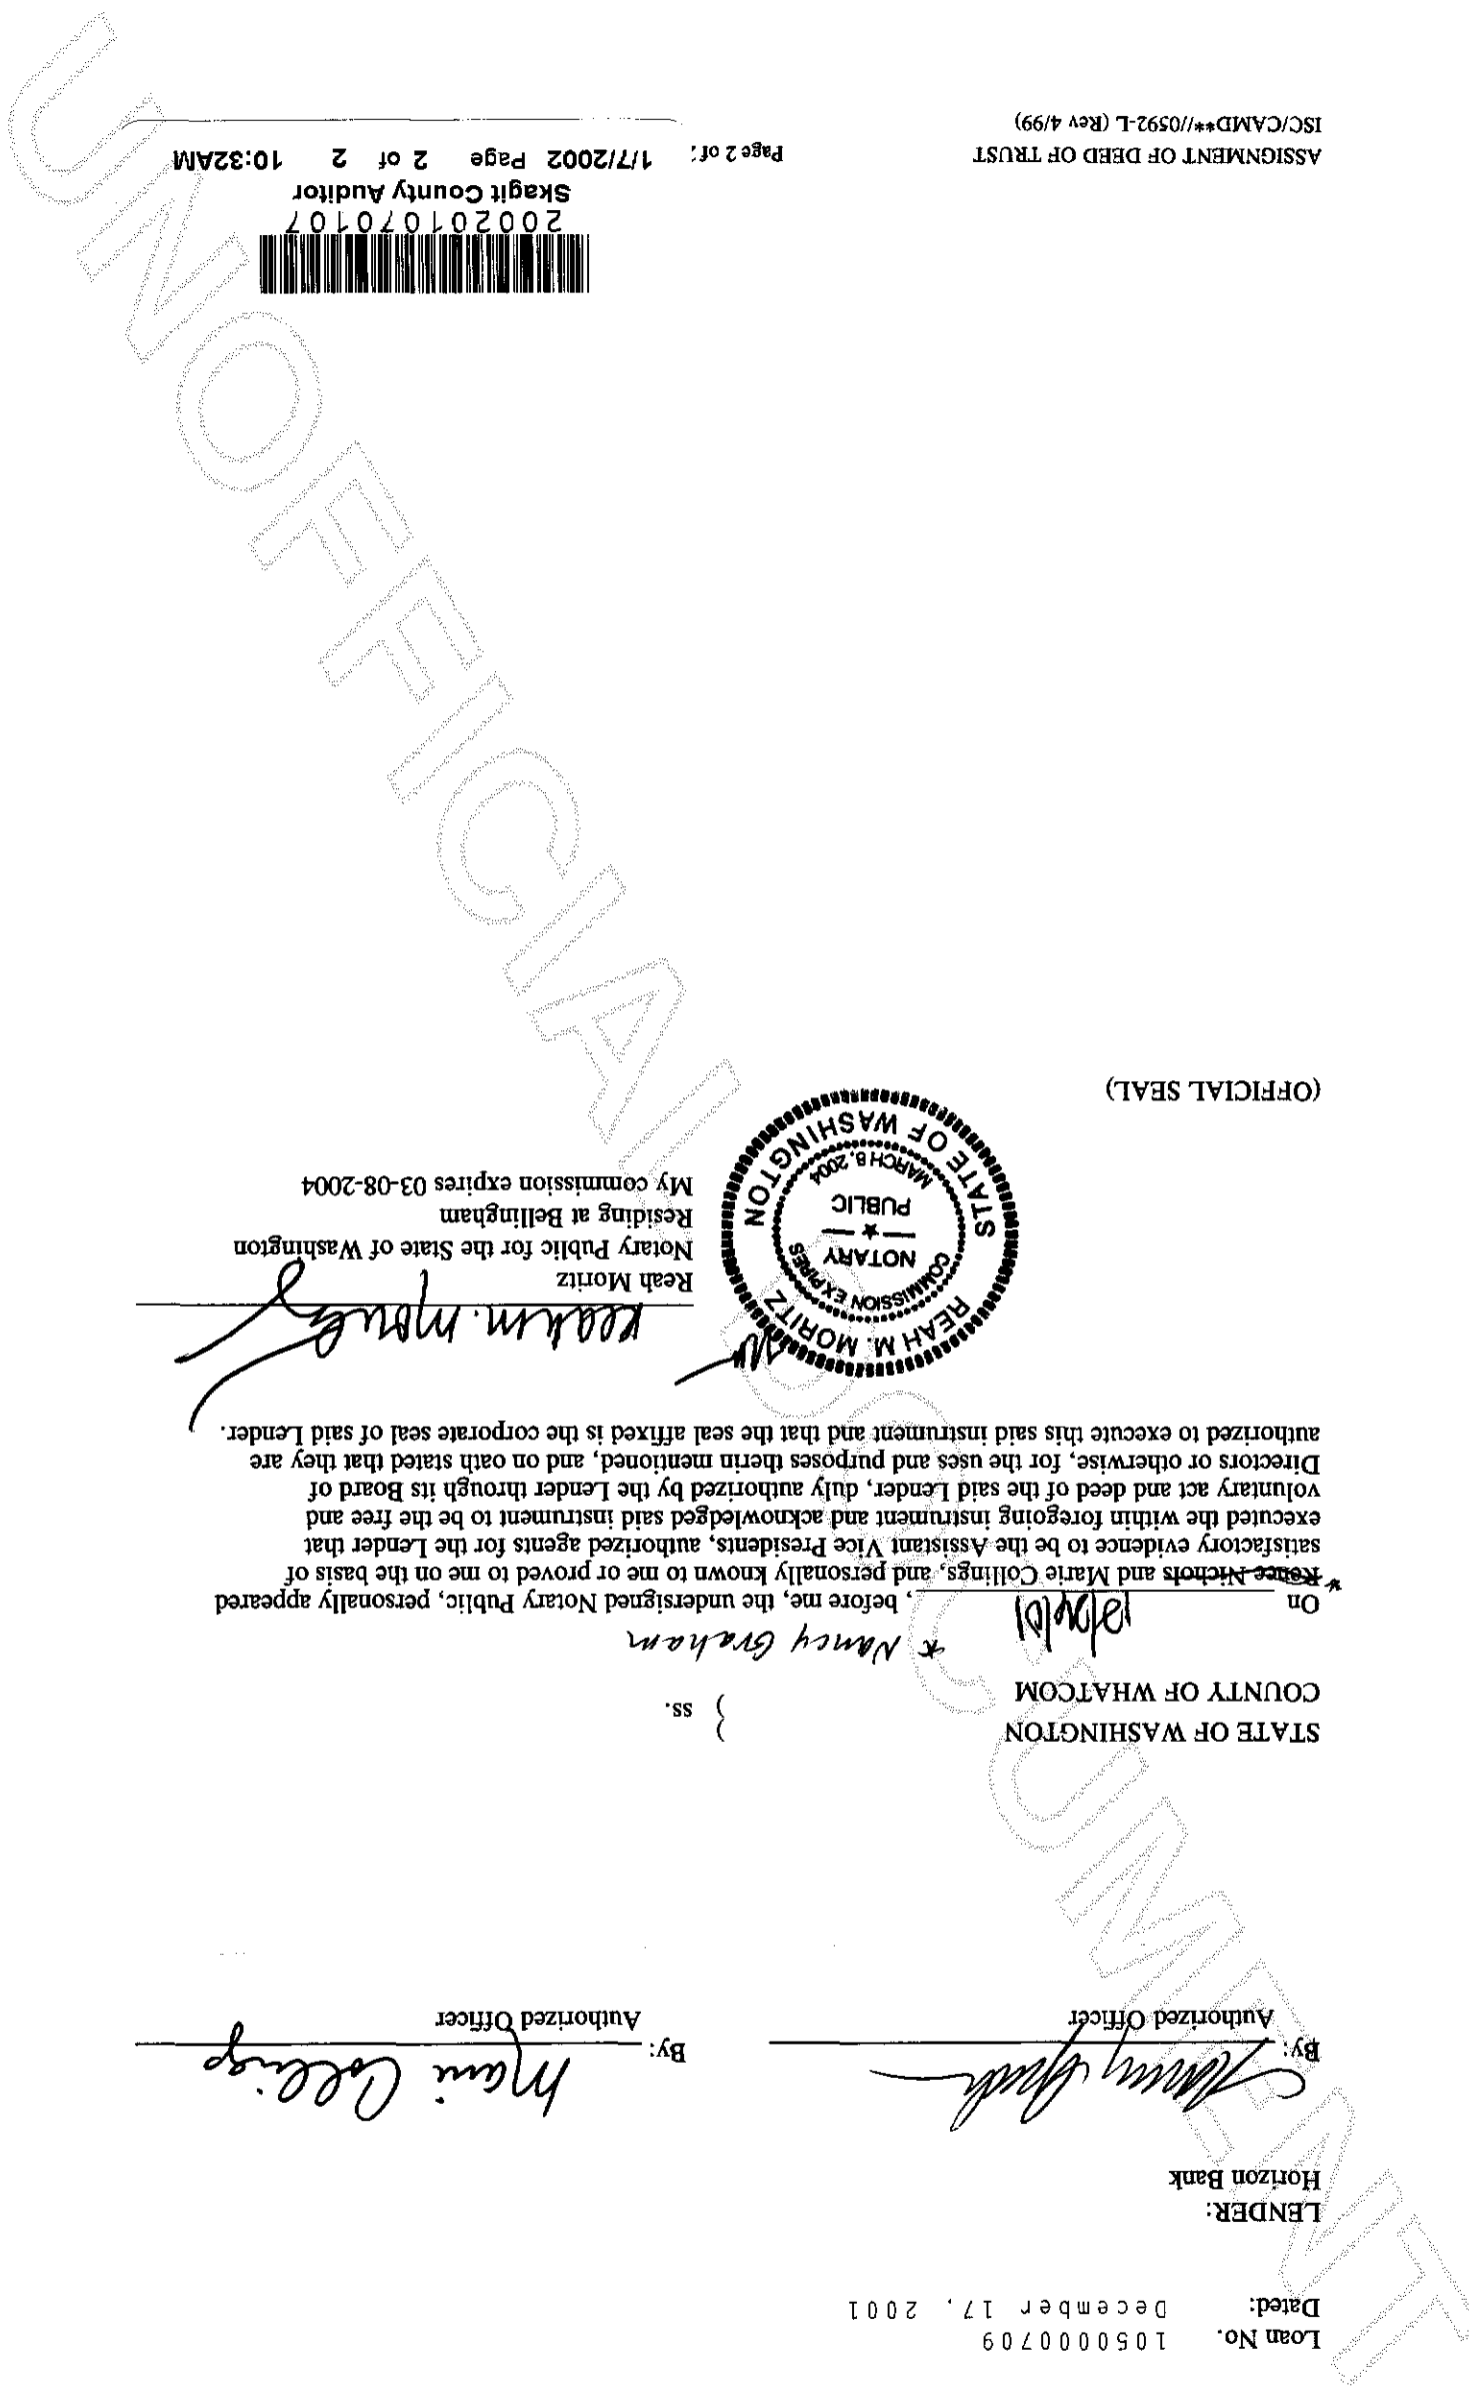 Loan No. 1050000709
Dated: December 17, 2001
LENDER:
Horizon Bank
By: By: Marie Collings
Authorized Officer Authorized Officer
STATE OF WASHINGTON
COUNTY OF WHATCOM } ss.
* Nancy Graham
On 12/26/01, before me, the undersigned Notary Public, personally appeared
* Renee Nichols and Marie Collings, and personally known to me or proved to me on the basis of
satisfactory evidence to be the Assistant Vice Presidents, authorized agents for the Lender that
executed the within foregoing instrument and acknowledged said instrument to be the free and
voluntary act and deed of the said Lender, duly authorized by the Lender through its Board of
Directors or otherwise, for the uses and purposes therin mentioned, and on oath stated that they are
authorized to execute this said instrument and that the seal affixed is the corporate seal of said Lender.
REAH M. MORITZ
COMMISSION EXPIRES
NOTARY
PUBLIC
MARCH 8, 2004
STATE OF WASHINGTON
Reah M. Moritz
Reah Moritz
Notary Public for the State of Washington
Residing at Bellingham
My commission expires 03-08-2004
(OFFICIAL SEAL)
200201070107
Skagit County Auditor
1/7/2002 Page 2 of 2 10:32AM
ASSIGNMENT OF DEED OF TRUST Page 2 of 2
ISC/CAMD**//0592-L (Rev 4/99)
UNOFFICIAL DOCUMENT